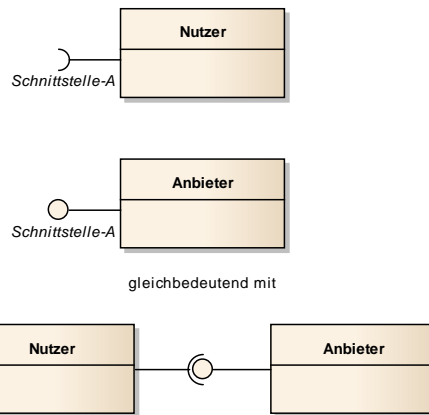 Nutzer
Schnittstelle-A
Anbieter
Schnittstelle-A
gleichbedeutend mit
Nutzer
Anbieter